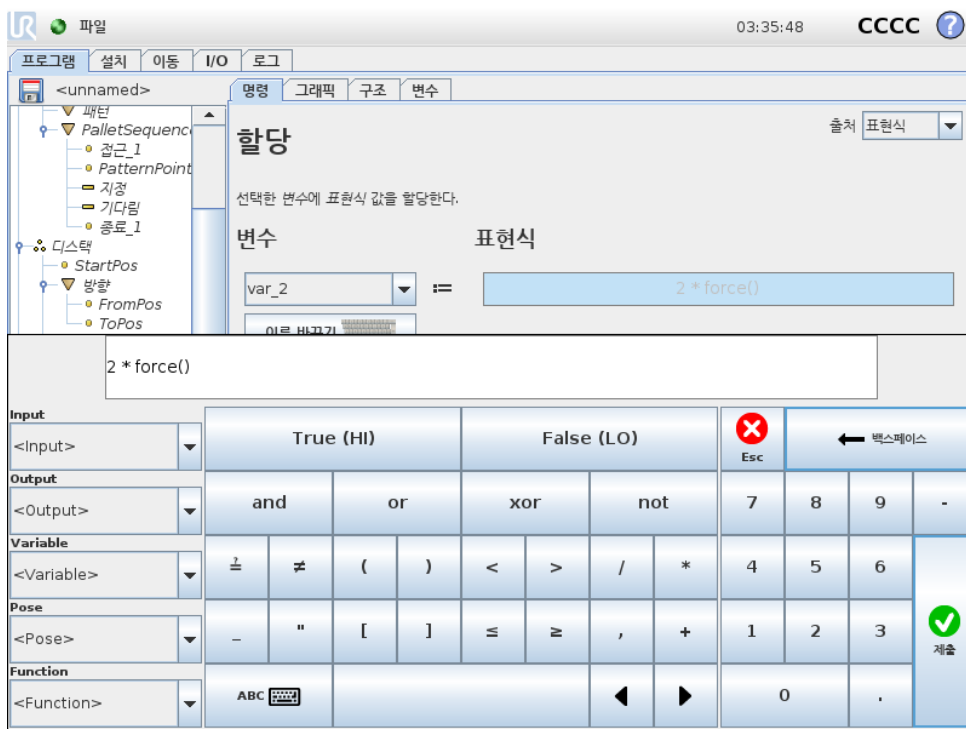 UR 파일 03:35:48 CCCC ?
프로그램 설치 이동 I/O 로그
<unnamed> 명령 그래픽 구조 변수
패턴
PalletSequenc
접근_1
PatternPoint
지정
기다림
종료_1
디스택
StartPos
방향
FromPos
ToPos
할당
출처 표현식
선택한 변수에 표현식 값을 할당한다.
변수 표현식
var_2 := 2 * force()
이름 바꾸기
2 * force()
Input
<Input> True (HI) False (LO) Esc 백스페이스
Output
<Output> and or xor not 7 8 9 -
Variable
<Variable> ≟ ≠ ( ) < > / * 4 5 6
Pose
<Pose> _ " [ ] ≤ ≥ , + 1 2 3 제출
Function
<Function> ABC 0 .